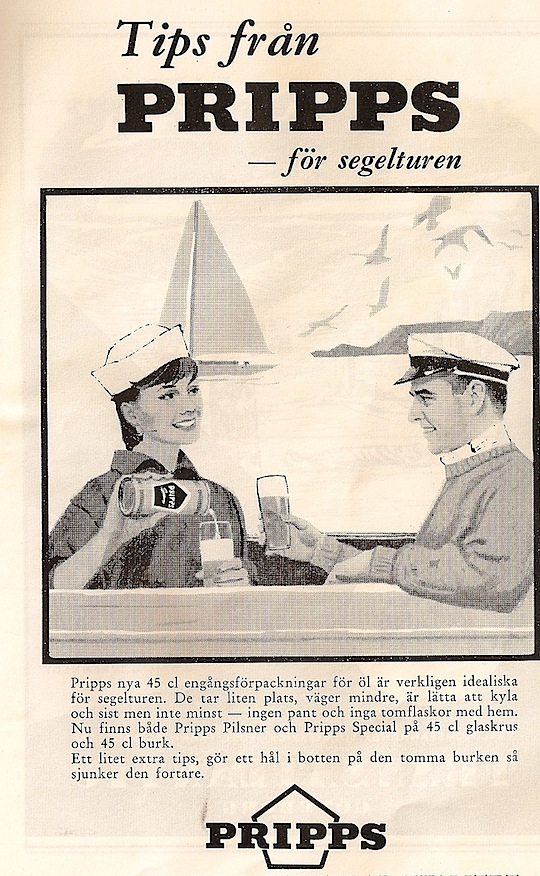 Tips från
PRIPPS
— för segelturen
PRIPPS
Pripps nya 45 cl engångsförpackningar för öl är verkligen idealiska
för segelturen. De tar liten plats, väger mindre, är lätta att kyla
och sist men inte minst — ingen pant och inga tomflaskor med hem.
Nu finns både Pripps Pilsner och Pripps Special på 45 cl glaskrus
och 45 cl burk.
Ett litet extra tips, gör ett hål i botten på den tomma burken så
sjunker den fortare.
PRIPPS